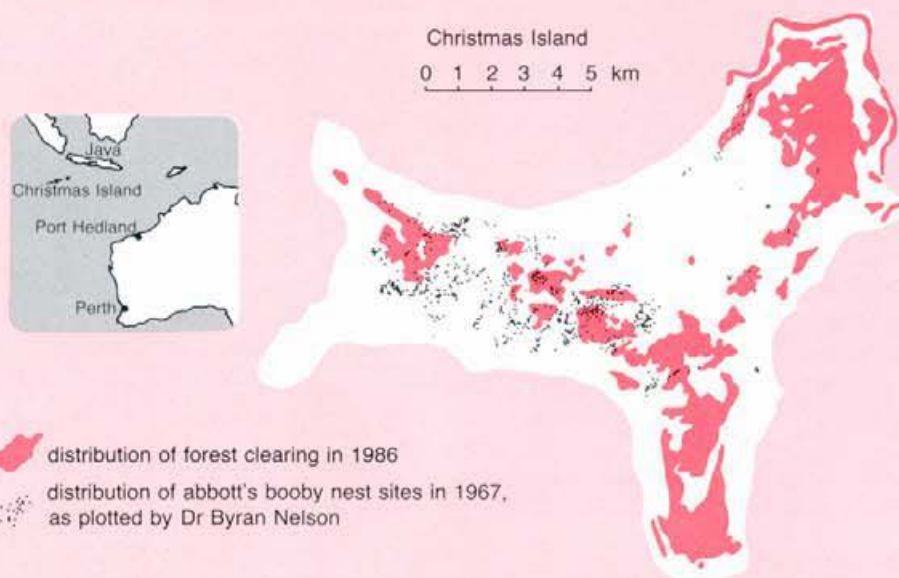 Christmas Island
0 1 2 3 4 5 km
Java
Christmas Island
Port Hedland
Perth
distribution of forest clearing in 1986
distribution of abbott's booby nest sites in 1967,
as plotted by Dr Byran Nelson